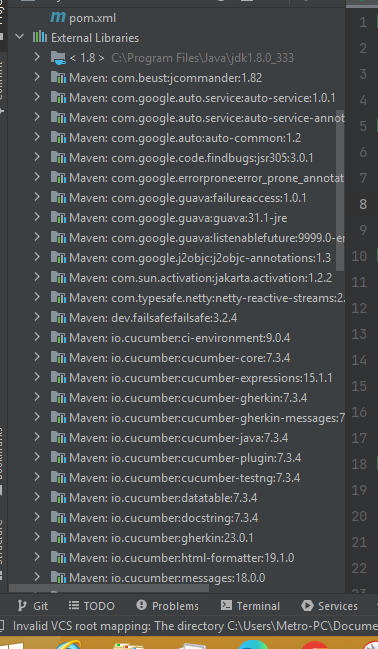 pom.xml
External Libraries
< 1.8 > C:\Program Files\Java\jdk1.8.0_333
Maven: com.beust:jcommander:1.82
Maven: com.google.auto.service:auto-service:1.0.1
Maven: com.google.auto.service:auto-service-annot
Maven: com.google.auto:auto-common:1.2
Maven: com.google.code.findbugs:jsr305:3.0.1
Maven: com.google.errorprone:error_prone_annotat
Maven: com.google.guava:failureaccess:1.0.1
Maven: com.google.guava:guava:31.1-jre
Maven: com.google.guava:listenablefuture:9999.0-e
Maven: com.google.j2objc:j2objc-annotations:1.3
Maven: com.sun.activation:jakarta.activation:1.2.2
Maven: com.typesafe.netty:netty-reactive-streams:2.
Maven: dev.failsafe:failsafe:3.2.4
Maven: io.cucumber:ci-environment:9.0.4
Maven: io.cucumber:cucumber-core:7.3.4
Maven: io.cucumber:cucumber-expressions:15.1.1
Maven: io.cucumber:cucumber-gherkin:7.3.4
Maven: io.cucumber:cucumber-gherkin-messages:7
Maven: io.cucumber:cucumber-java:7.3.4
Maven: io.cucumber:cucumber-plugin:7.3.4
Maven: io.cucumber:cucumber-testng:7.3.4
Maven: io.cucumber:datatable:7.3.4
Maven: io.cucumber:docstring:7.3.4
Maven: io.cucumber:gherkin:23.0.1
Maven: io.cucumber:html-formatter:19.1.0
Maven: io.cucumber:messages:18.0.0
1
2
3
4
5
6
7
8
9
10
11
12
13
14
15
16
17
18
19
20
21
22
23
Git TODO Problems Terminal Services
Invalid VCS root mapping: The directory C:\Users\Metro-PC\Docume